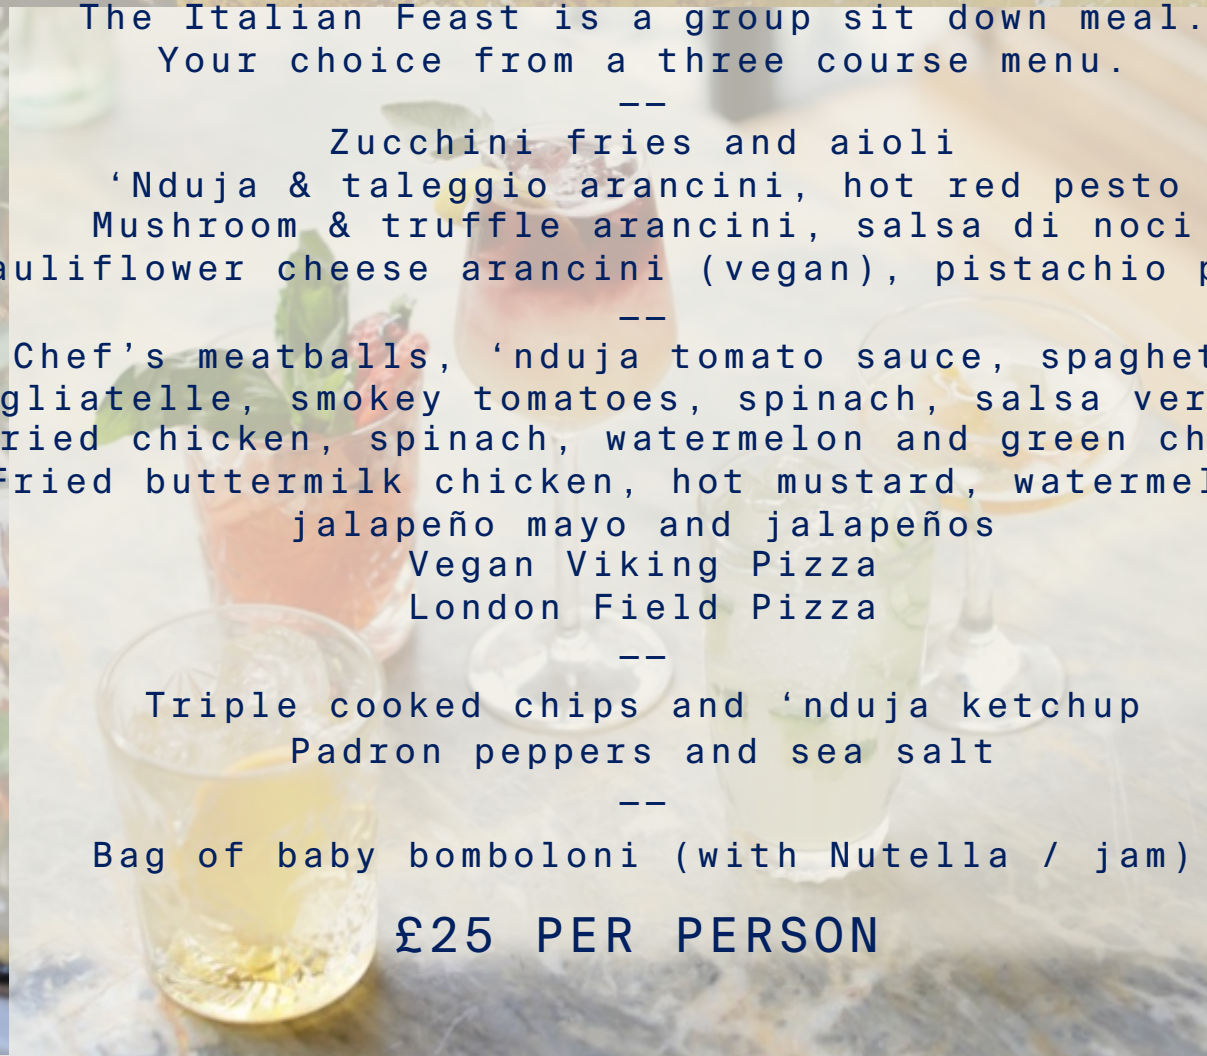 The Italian Feast is a group sit down meal.
Your choice from a three course menu.
——
Zucchini fries and aioli
‘Nduja & taleggio arancini, hot red pesto
Mushroom & truffle arancini, salsa di noci
auliflower cheese arancini (vegan), pistachio p
——
Chef’s meatballs, ‘nduja tomato sauce, spaghet
gliatelle, smokey tomatoes, spinach, salsa ver
ried chicken, spinach, watermelon and green ch
Fried buttermilk chicken, hot mustard, watermel
jalapeño mayo and jalapeños
Vegan Viking Pizza
London Field Pizza
——
Triple cooked chips and ‘nduja ketchup
Padron peppers and sea salt
——
Bag of baby bomboloni (with Nutella / jam)
£25 PER PERSON